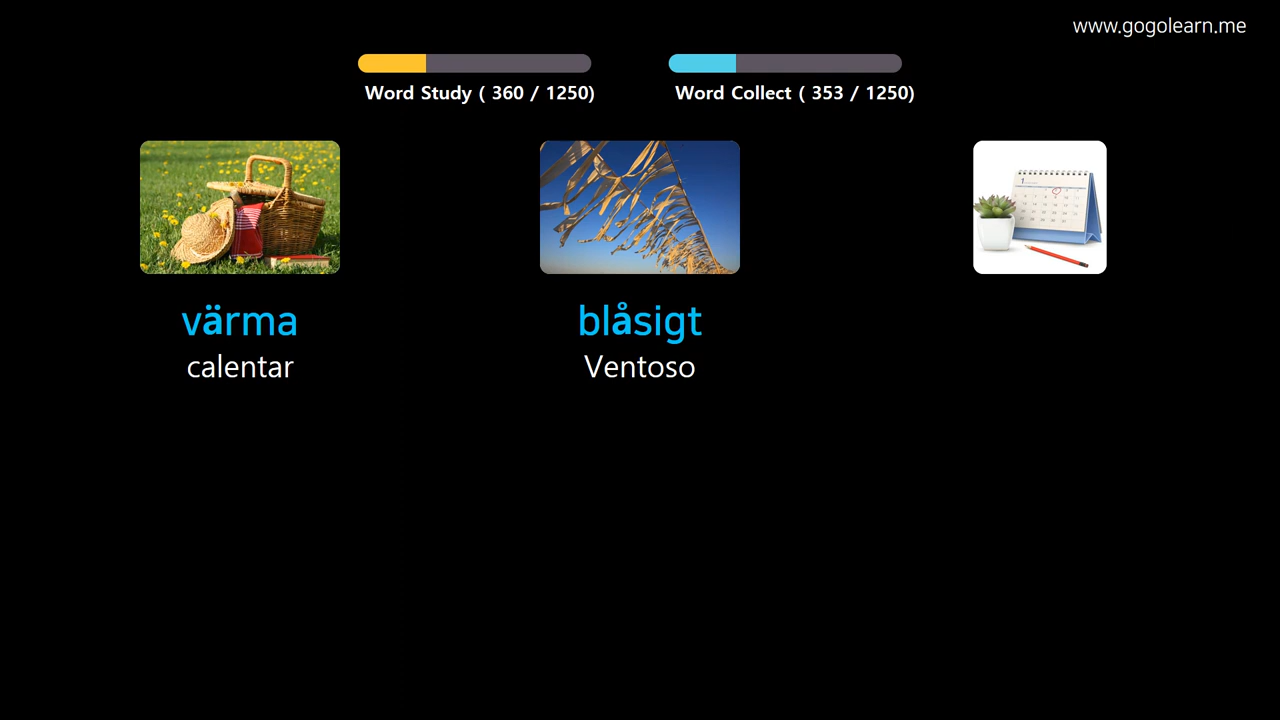 www.gogolearn.me
Word Study ( 360 / 1250)
Word Collect ( 353 / 1250)
värma
calentar
blåsigt
Ventoso